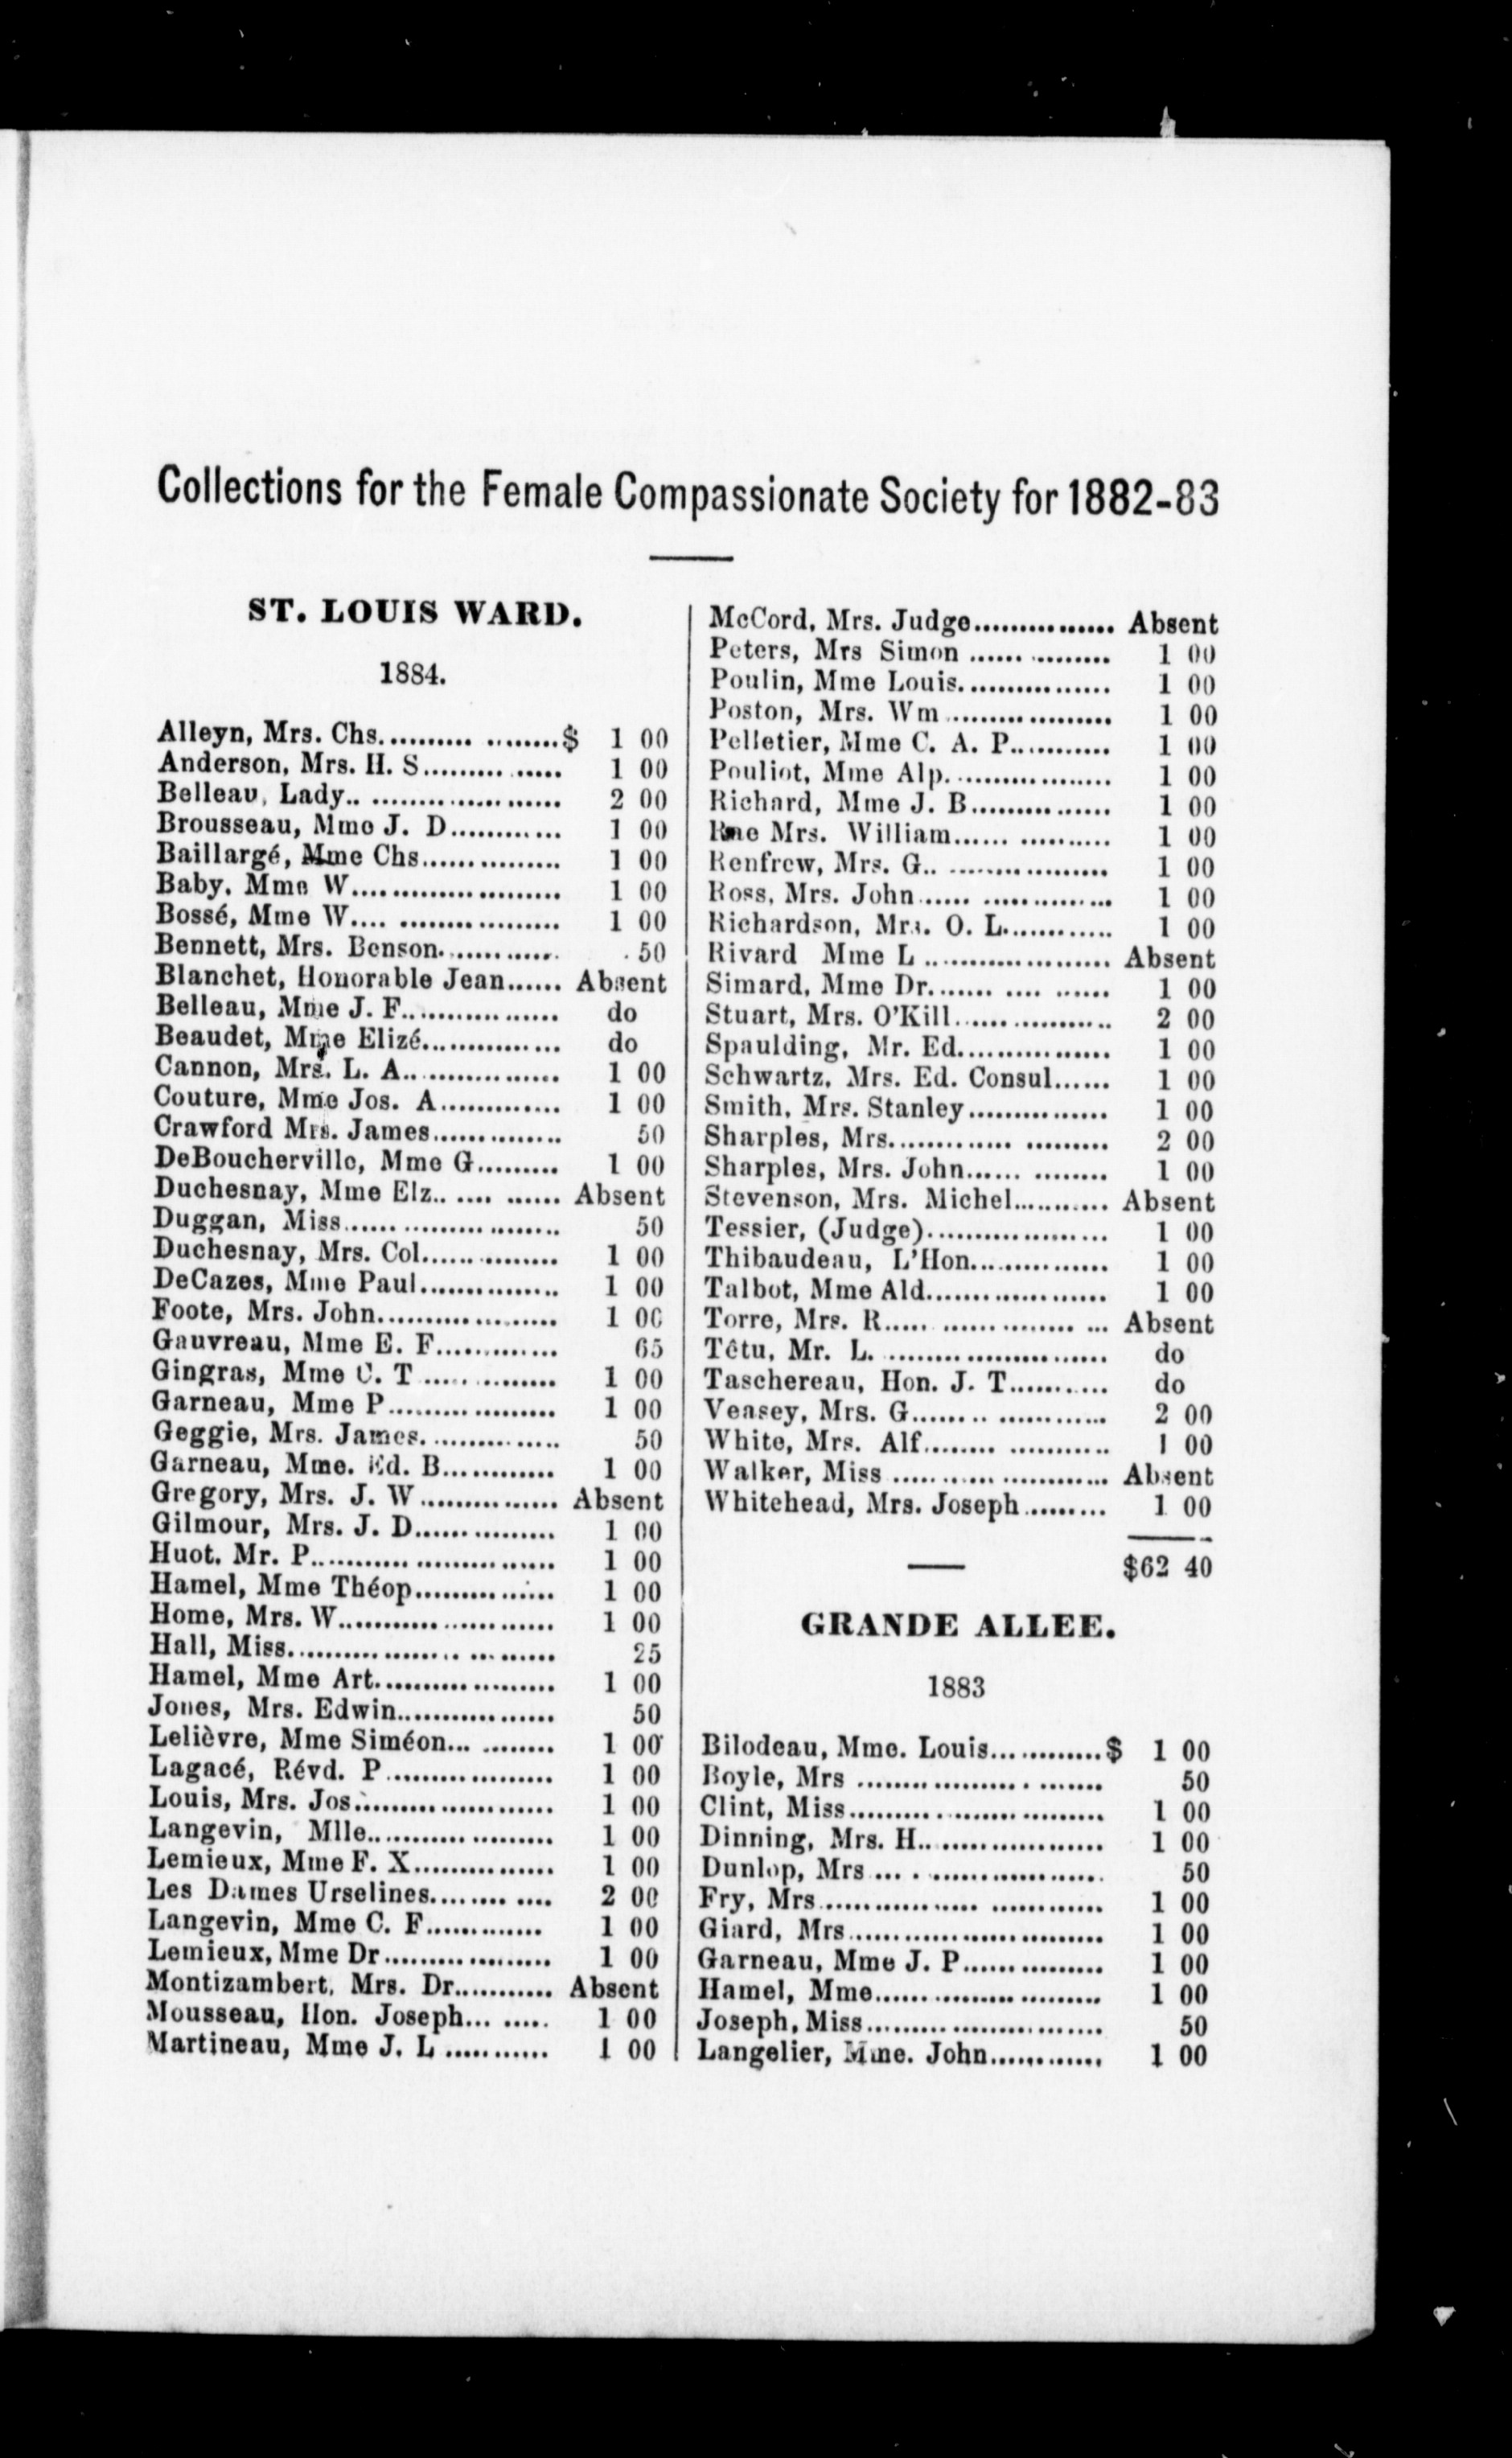 Collections for the Female Compassionate Society for 1882-83
ST. LOUIS WARD.
1884.
Alleyn, Mrs. Chs.................$ 1 00
Anderson, Mrs. H. S.............. 1 00
Belleau, Lady.................... 2 00
Brousseau, Mme J. D............ 1 00
Baillargé, Mme Chs............... 1 00
Baby, Mme W..................... 1 00
Bossé, Mme W.................... 1 00
Bennett, Mrs. Benson............ 50
Blanchet, Honorable Jean...... Absent
Belleau, Mme J. F................ do
Beaudet, Mme Elizé.............. do
Cannon, Mrs. L. A............... 1 00
Couture, Mme Jos. A............. 1 00
Crawford Mrs. James.............. 50
DeBoucherville, Mme G......... 1 00
Duchesnay, Mme Elz............ Absent
Duggan, Miss..................... 50
Duchesnay, Mrs. Col.............. 1 00
DeCazes, Mme Paul.............. 1 00
Foote, Mrs. John.................. 1 00
Gauvreau, Mme E. F............. 65
Gingras, Mme C. T .............. 1 00
Garneau, Mme P.................. 1 00
Geggie, Mrs. James............... 50
Garneau, Mme. Ed. B............ 1 00
Gregory, Mrs. J. W............... Absent
Gilmour, Mrs. J. D............... 1 00
Huot. Mr. P........................ 1 00
Hamel, Mme Théop............... 1 00
Home, Mrs. W..................... 1 00
Hall, Miss.......................... 25
Hamel, Mme Art.................. 1 00
Jones, Mrs. Edwin................ 50
Lelièvre, Mme Siméon........... 1 00
Lagacé, Révd. P.................. 1 00
Louis, Mrs. Jos..................... 1 00
Langevin, Mlle.................... 1 00
Lemieux, Mme F. X............... 1 00
Les Dames Urselines............ 2 00
Langevin, Mme C. F............. 1 00
Lemieux, Mme Dr................. 1 00
Montizambert, Mrs. Dr........... Absent
Mousseau, Hon. Joseph......... 1 00
Martineau, Mme J. L ........... 1 00
McCord, Mrs. Judge............... Absent
Peters, Mrs Simon ............... 1 00
Poulin, Mme Louis................ 1 00
Poston, Mrs. Wm.................. 1 00
Pelletier, Mme C. A. P........... 1 00
Pouliot, Mme Alp................. 1 00
Richard, Mme J. B............... 1 00
Mrs. William................ 1 00
Renfrew, Mrs. G.................. 1 00
Ross, Mrs. John................... 1 00
Richardson, Mrs. O. L............ 1 00
Rivard Mme L ................... Absent
Simard, Mme Dr.................. 1 00
Stuart, Mrs. O'Kill................ 2 00
Spaulding, Mr. Ed................ 1 00
Schwartz, Mrs. Ed. Consul...... 1 00
Smith, Mrs. Stanley............... 1 00
Sharples, Mrs...................... 2 00
Sharples, Mrs. John.............. 1 00
Stevenson, Mrs. Michel.......... Absent
Tessier, (Judge)................... 1 00
Thibaudeau, L'Hon............... 1 00
Talbot, Mme Ald.................. 1 00
Torre, Mrs. R...................... Absent
Têtu, Mr. L........................ do
Taschereau, Hon. J. T........... do
Veasey, Mrs. G.................... 2 00
White, Mrs. Alf................... 1 00
Walker, Miss ...................... Absent
Whitehead, Mrs. Joseph......... 1 00
$62 40
GRANDE ALLEE.
1883
Bilodeau, Mme. Louis............$ 1 00
Boyle, Mrs ........................ 50
Clint, Miss.......................... 1 00
Dinning, Mrs. H................... 1 00
Dunlop, Mrs ...................... 50
Fry, Mrs............................ 1 00
Giard, Mrs.......................... 1 00
Garneau, Mme J. P............... 1 00
Hamel, Mme....................... 1 00
Joseph, Miss........................ 50
Langelier, Mme. John............ 1 00